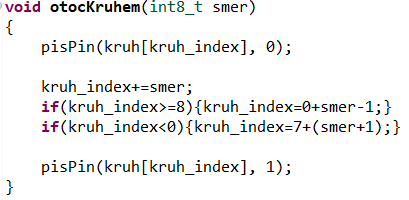 void otocKruhem(int8_t smer)
{
    pisPin(kruh[kruh_index], 0);

    kruh_index+=smer;
    if(kruh_index>=8){kruh_index=0+smer-1;}
    if(kruh_index<0){kruh_index=7+(smer+1);}

    pisPin(kruh[kruh_index], 1);
}